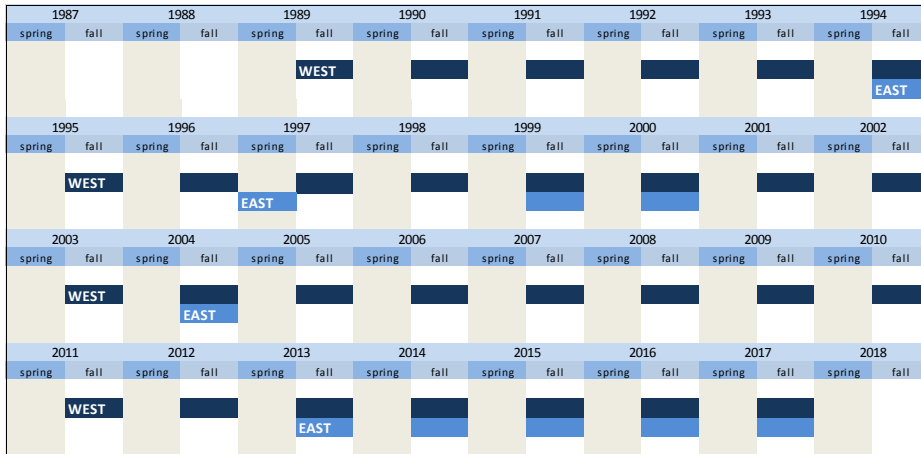 1987 1988 1989 1990 1991 1992 1993 1994
spring fall spring fall spring fall spring fall spring fall spring fall spring fall spring fall
WEST
EAST
1995 1996 1997 1998 1999 2000 2001 2002
spring fall spring fall spring fall spring fall spring fall spring fall spring fall spring fall
WEST
EAST
2003 2004 2005 2006 2007 2008 2009 2010
spring fall spring fall spring fall spring fall spring fall spring fall spring fall spring fall
WEST
EAST
2011 2012 2013 2014 2015 2016 2017 2018
spring fall spring fall spring fall spring fall spring fall spring fall spring fall spring fall
WEST
EAST